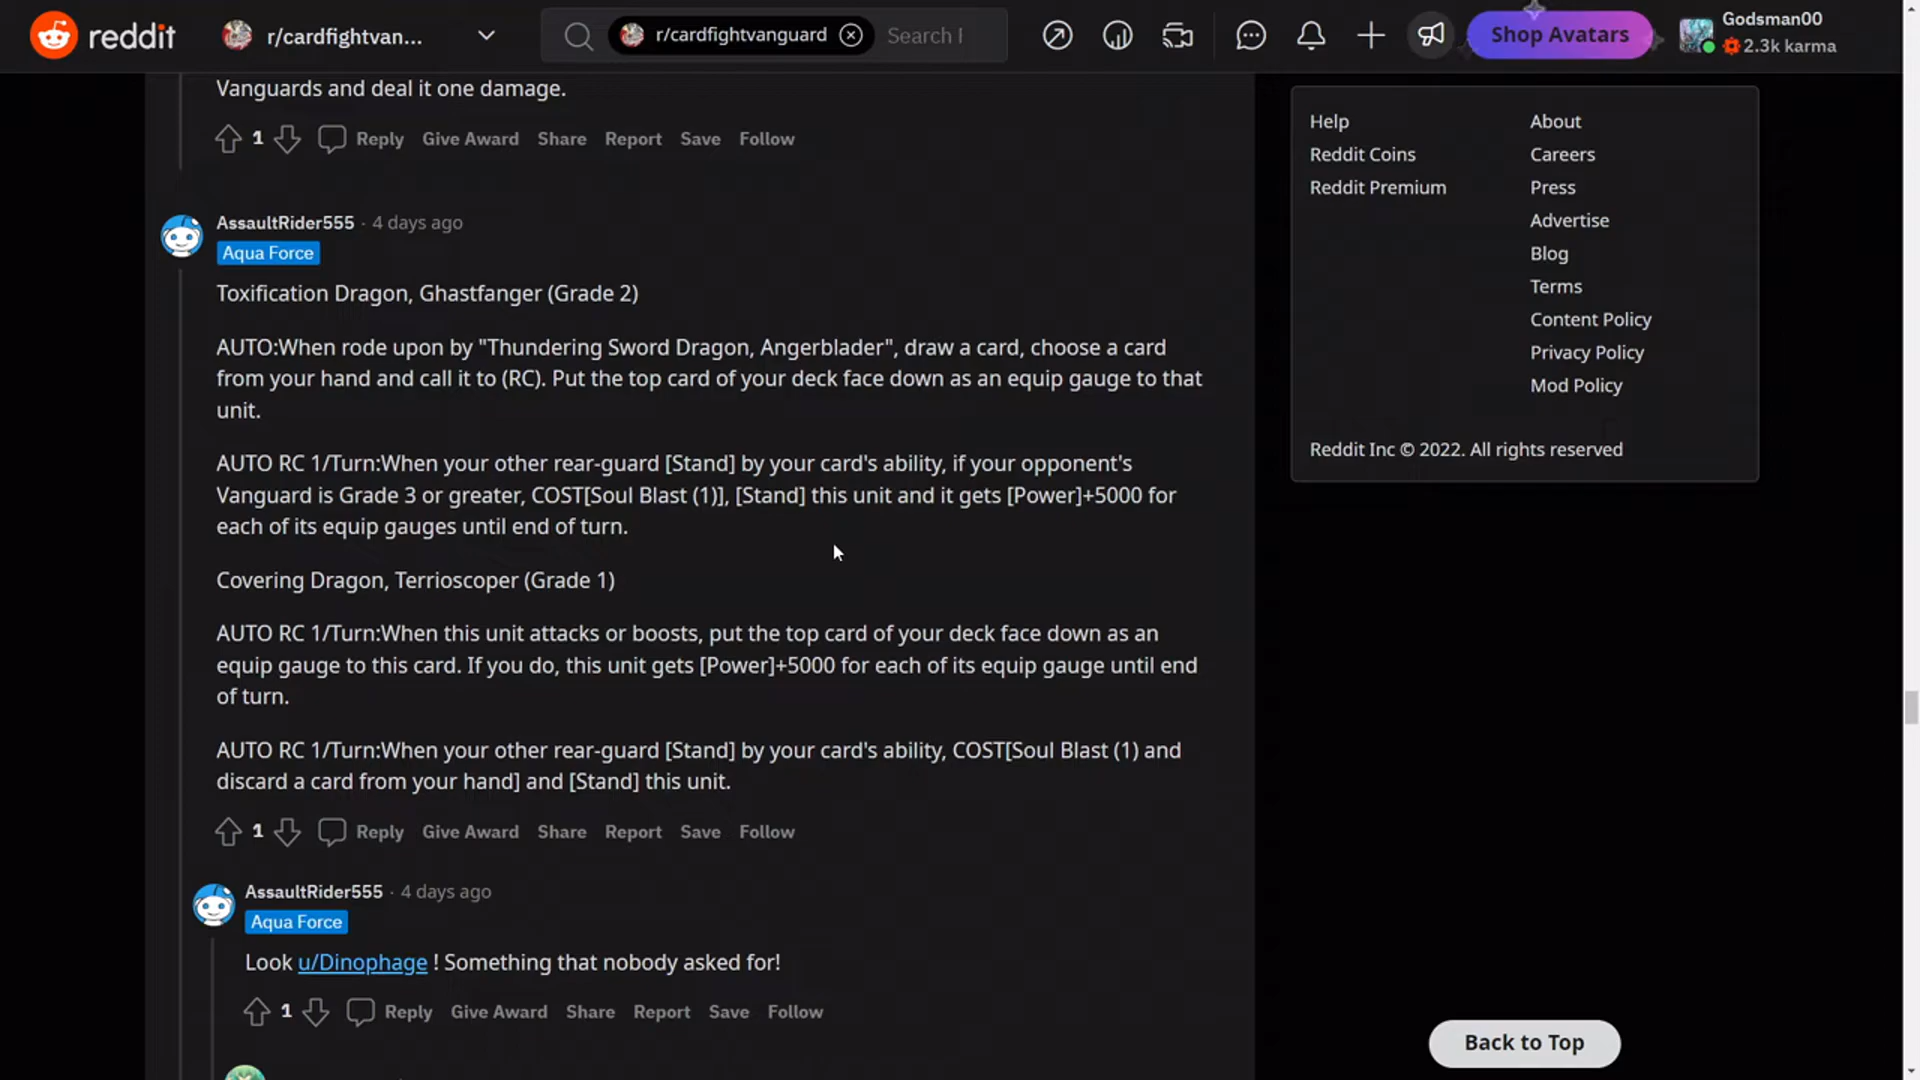 reddit r/cardfightvan... r/cardfightvanguard Search Shop Avatars Godsman00
2.3k karma
Vanguards and deal it one damage.
1 Reply Give Award Share Report Save Follow
AssaultRider555 · 4 days ago
Aqua Force
Toxification Dragon, Ghastfanger (Grade 2)
AUTO:When rode upon by "Thundering Sword Dragon, Angerblader", draw a card, choose a card
from your hand and call it to (RC). Put the top card of your deck face down as an equip gauge to that
unit.
AUTO RC 1/Turn:When your other rear-guard [Stand] by your card's ability, if your opponent's
Vanguard is Grade 3 or greater, COST[Soul Blast (1)], [Stand] this unit and it gets [Power]+5000 for
each of its equip gauges until end of turn.
Covering Dragon, Terrioscoper (Grade 1)
AUTO RC 1/Turn:When this unit attacks or boosts, put the top card of your deck face down as an
equip gauge to this card. If you do, this unit gets [Power]+5000 for each of its equip gauge until end
of turn.
AUTO RC 1/Turn:When your other rear-guard [Stand] by your card's ability, COST[Soul Blast (1) and
discard a card from your hand] and [Stand] this unit.
1 Reply Give Award Share Report Save Follow
AssaultRider555 · 4 days ago
Aqua Force
Look u/Dinophage ! Something that nobody asked for!
1 Reply Give Award Share Report Save Follow
Help About
Reddit Coins Careers
Reddit Premium Press
Advertise
Blog
Terms
Content Policy
Privacy Policy
Mod Policy
Reddit Inc © 2022. All rights reserved
Back to Top